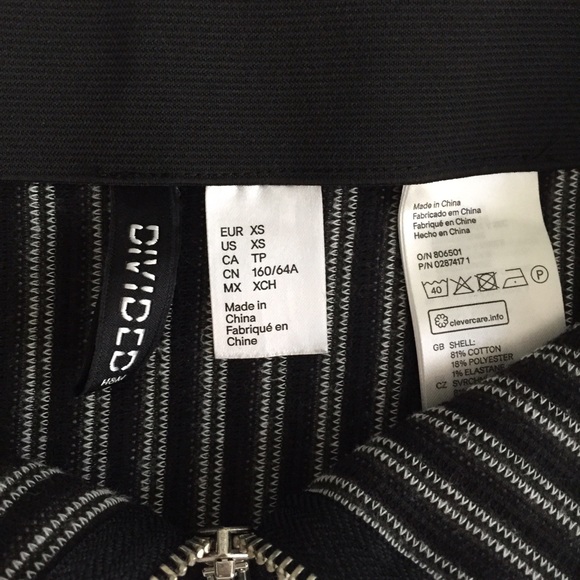 DIVIDED
EUR XS
US XS
CA TP
CN 160/64A
MX XCH
Made in
China
Fabriqué en
Chine
Made in China
Fabricado em China
Fabriqué en Chine
Hecho en China
O/N 806501
P/N 0287417 1
40
P
clevercare.info
GB SHELL:
81% COTTON
18% POLYESTER
1% ELASTAN
CZ